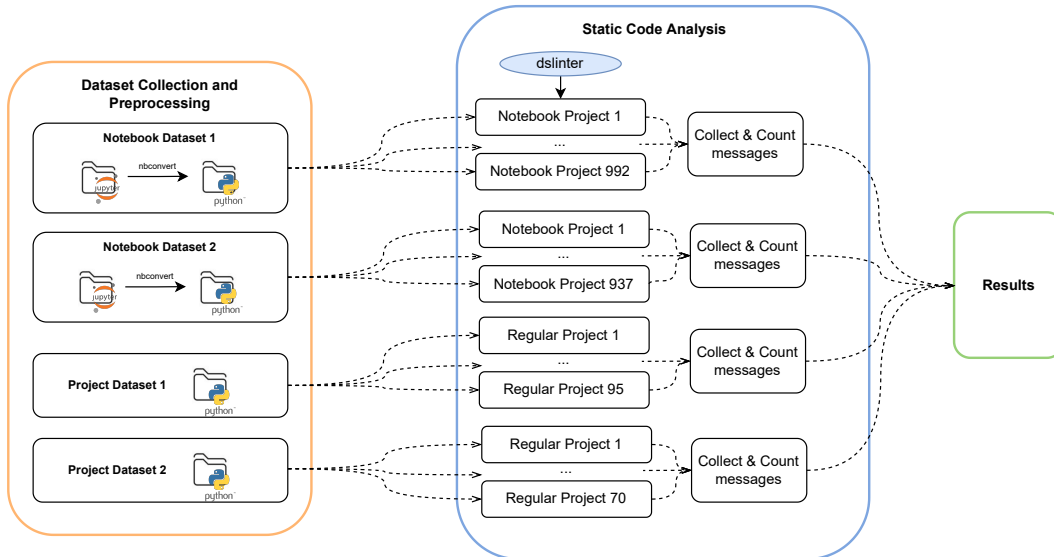 Static Code Analysis
Dataset Collection and
Preprocessing
Notebook Dataset 1
nbconvert
jupyter
python
Notebook Dataset 2
nbconvert
jupyter
python
Project Dataset 1
python
Project Dataset 2
python
dslinter
Notebook Project 1
...
Notebook Project 992
Collect & Count
messages
Notebook Project 1
...
Notebook Project 937
Collect & Count
messages
Regular Project 1
...
Regular Project 95
Collect & Count
messages
Regular Project 1
...
Regular Project 70
Collect & Count
messages
Results